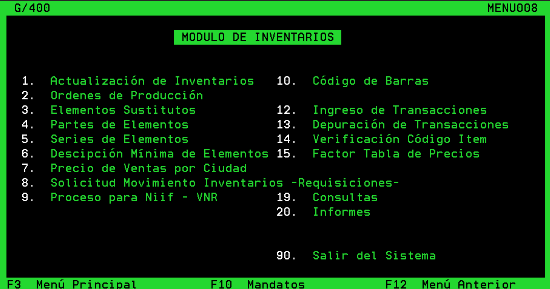 G/400 MENU008
MODULO DE INVENTARIOS
1. Actualización de Inventarios 10. Código de Barras
2. Ordenes de Producción
3. Elementos Sustitutos 12. Ingreso de Transacciones
4. Partes de Elementos 13. Depuración de Transacciones
5. Series de Elementos 14. Verificación Código Item
6. Descipción Mínima de Elementos 15. Factor Tabla de Precios
7. Precio de Ventas por Ciudad
8. Solicitud Movimiento Inventarios -Requisiciones-
9. Proceso para Niif - VNR 19. Consultas
20. Informes
90. Salir del Sistema
F3 Menú Principal F10 Mandatos F12 Menú Anterior